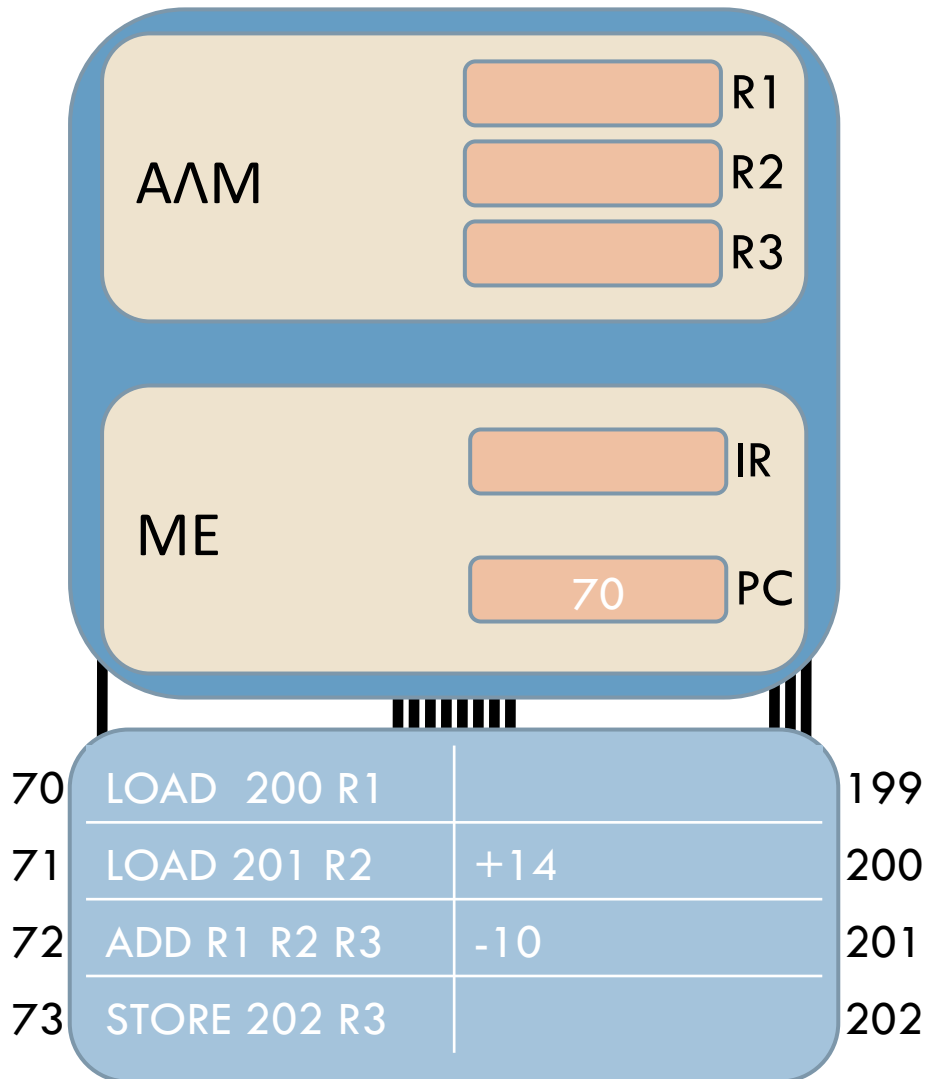 R1
ΑΛΜ
R2
R3
IR
ΜΕ
70 PC
70 LOAD 200 R1 199
71 LOAD 201 R2 +14 200
72 ADD R1 R2 R3 -10 201
73 STORE 202 R3 202